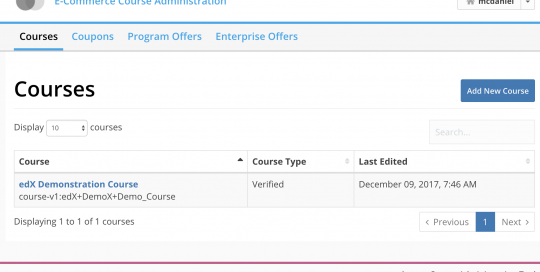 E-Commerce Course Administration
mcdaniel
Courses Coupons Program Offers Enterprise Offers
Courses
Add New Course
Display 10 courses
Search...
Course Course Type Last Edited
edX Demonstration Course Verified December 09, 2017, 7:46 AM
course-v1:edX+DemoX+Demo_Course
Displaying 1 to 1 of 1 courses
< Previous 1 Next >